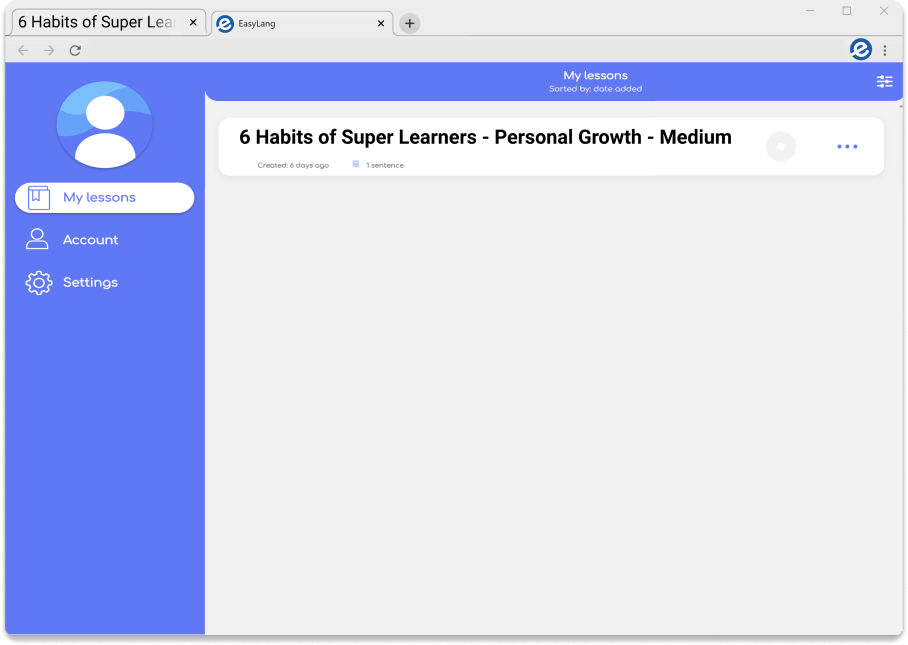 6 Habits of Super Lea
EasyLang
My lessons
Sorted by: date added
My lessons
Account
Settings
6 Habits of Super Learners - Personal Growth - Medium
Created: 6 days ago 1 sentence